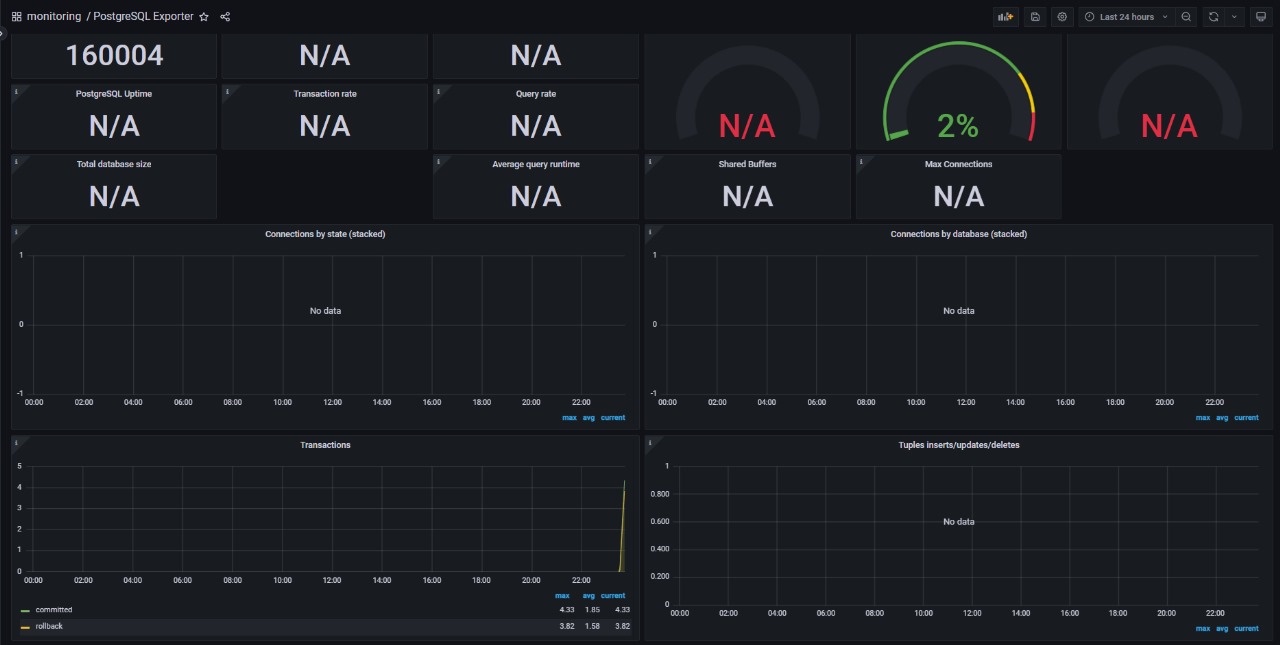 monitoring / PostgreSQL Exporter
Last 24 hours
160004
N/A
N/A
N/A
2%
N/A
PostgreSQL Uptime
N/A
Transaction rate
N/A
Query rate
N/A
Total database size
N/A
Average query runtime
N/A
Shared Buffers
N/A
Max Connections
N/A
Connections by state (stacked)
1
0
-1
No data
00:00 02:00 04:00 06:00 08:00 10:00 12:00 14:00 16:00 18:00 20:00 22:00
max avg current
Connections by database (stacked)
1
0
-1
No data
00:00 02:00 04:00 06:00 08:00 10:00 12:00 14:00 16:00 18:00 20:00 22:00
max avg current
Transactions
5
4
3
2
1
0
00:00 02:00 04:00 06:00 08:00 10:00 12:00 14:00 16:00 18:00 20:00 22:00
max avg current
committed 4.33 1.85 4.33
rollback 3.82 1.58 3.82
Tuples inserts/updates/deletes
1
0.800
0.600
0.400
0.200
0
No data
00:00 02:00 04:00 06:00 08:00 10:00 12:00 14:00 16:00 18:00 20:00 22:00
max avg current